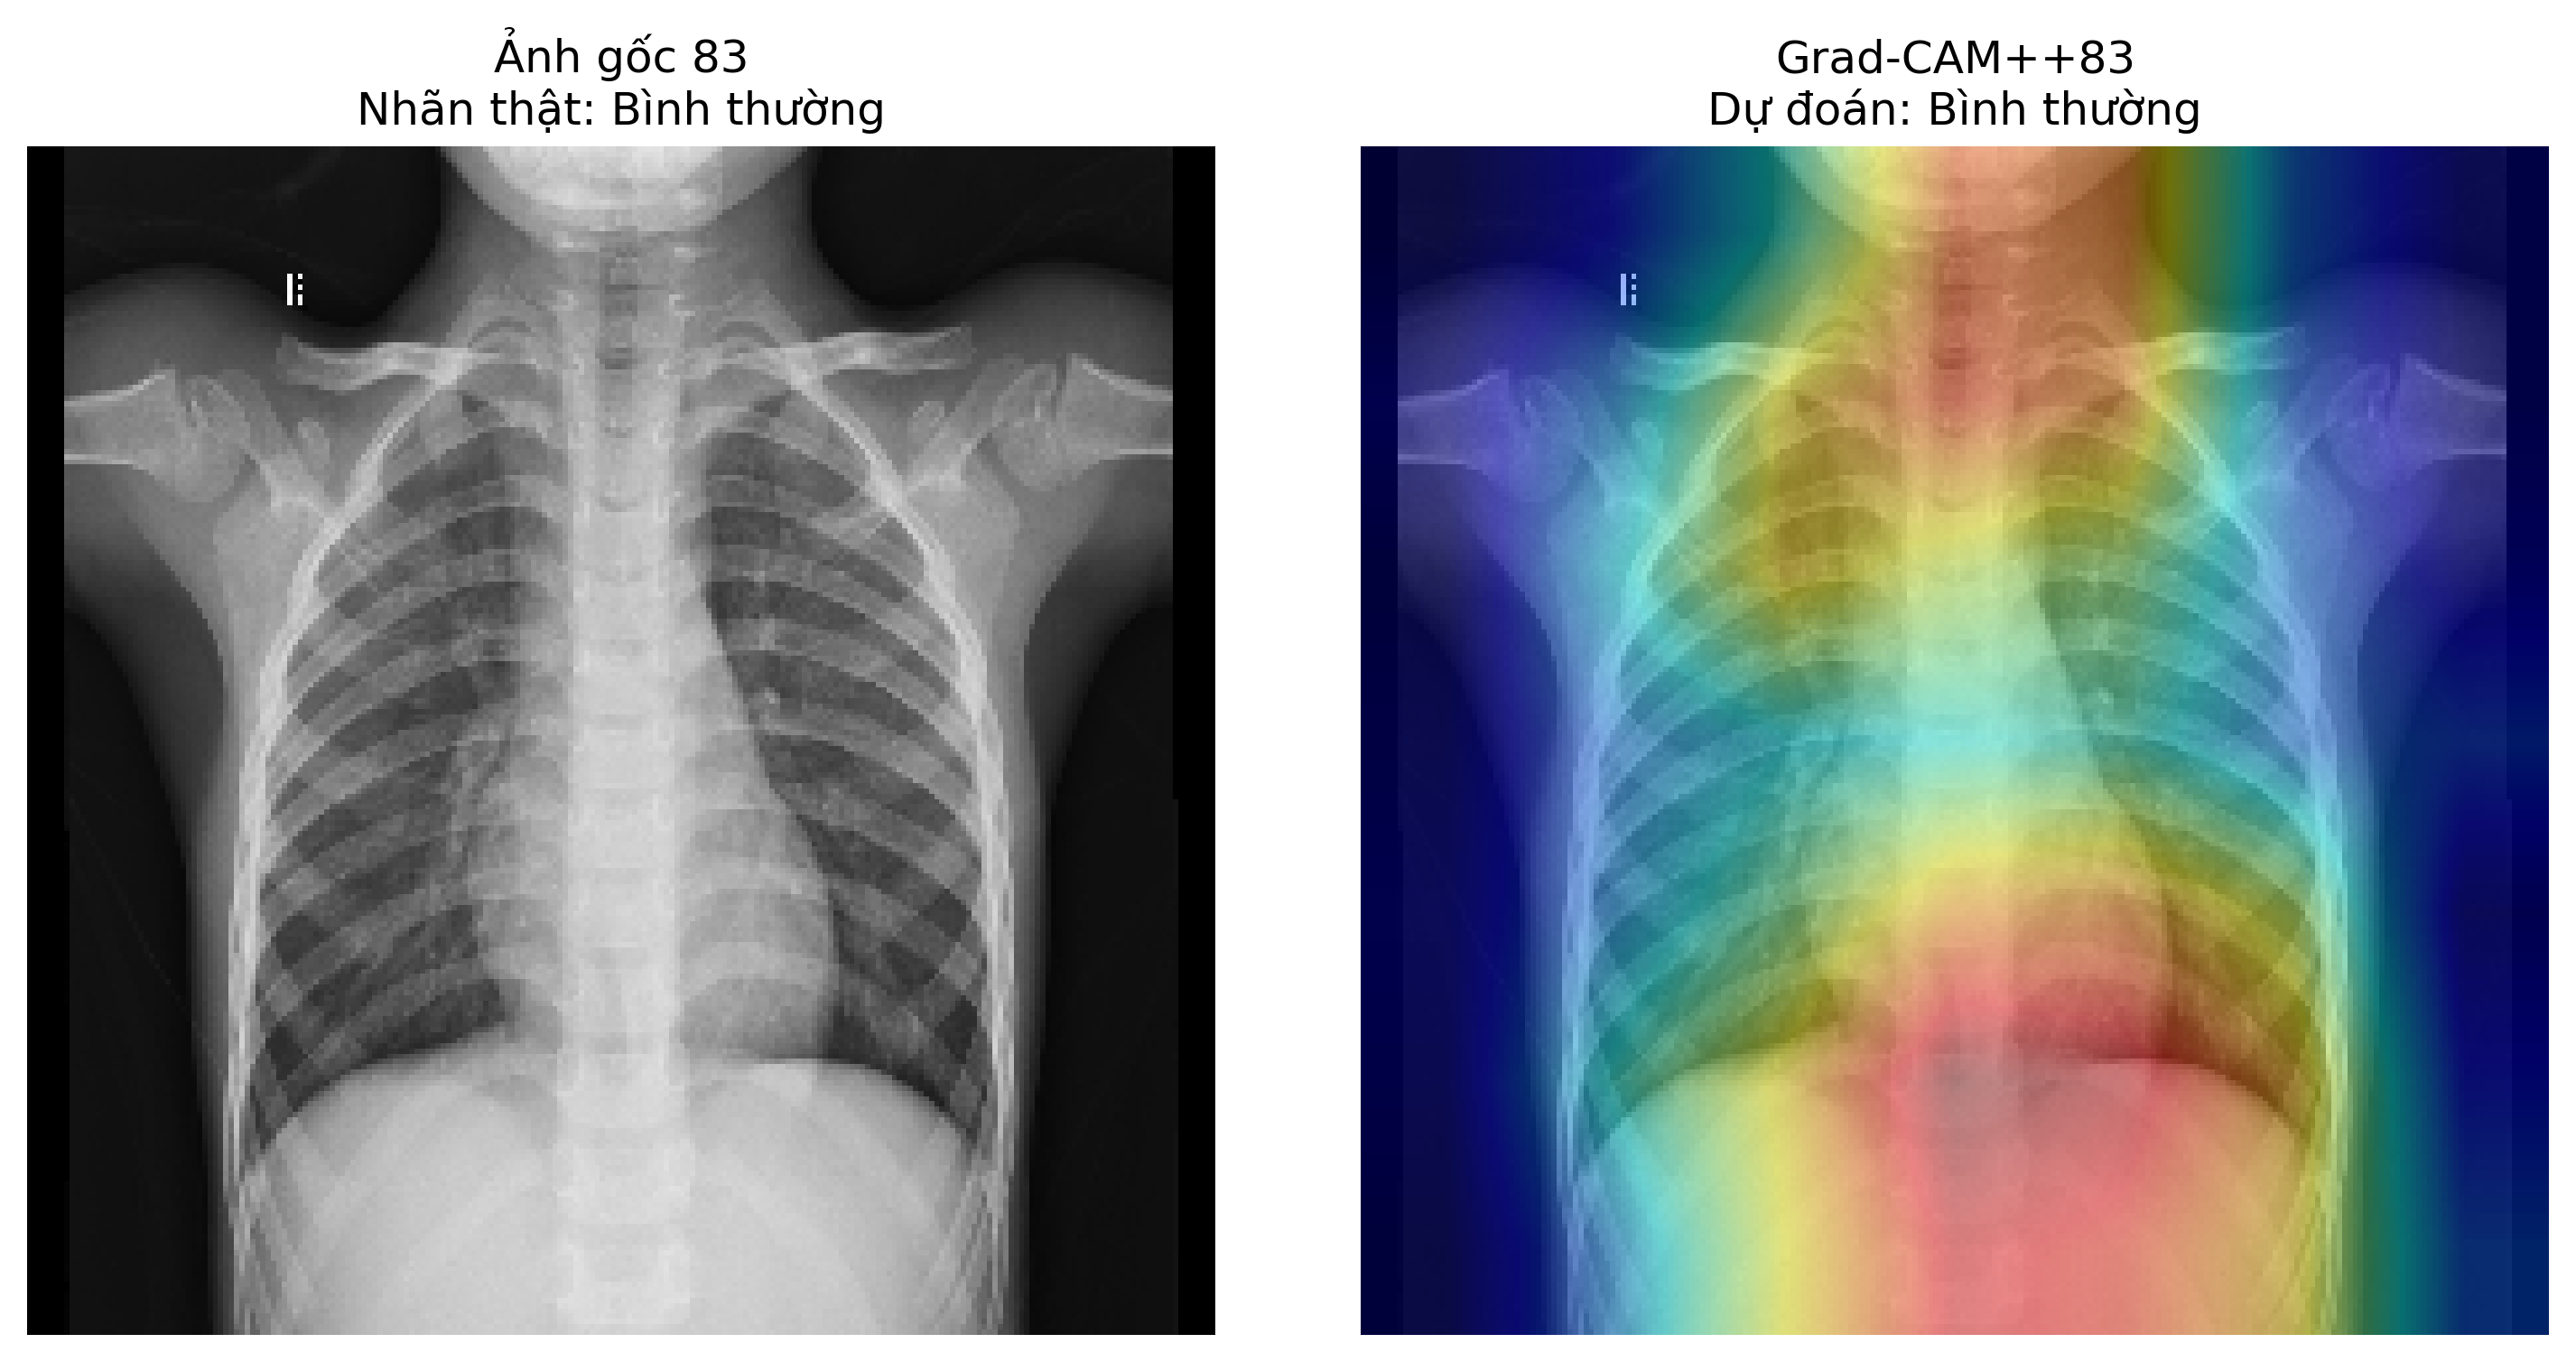 Ảnh gốc 83
Nhãn thật: Bình thường
Grad-CAM++83
Dự đoán: Bình thường